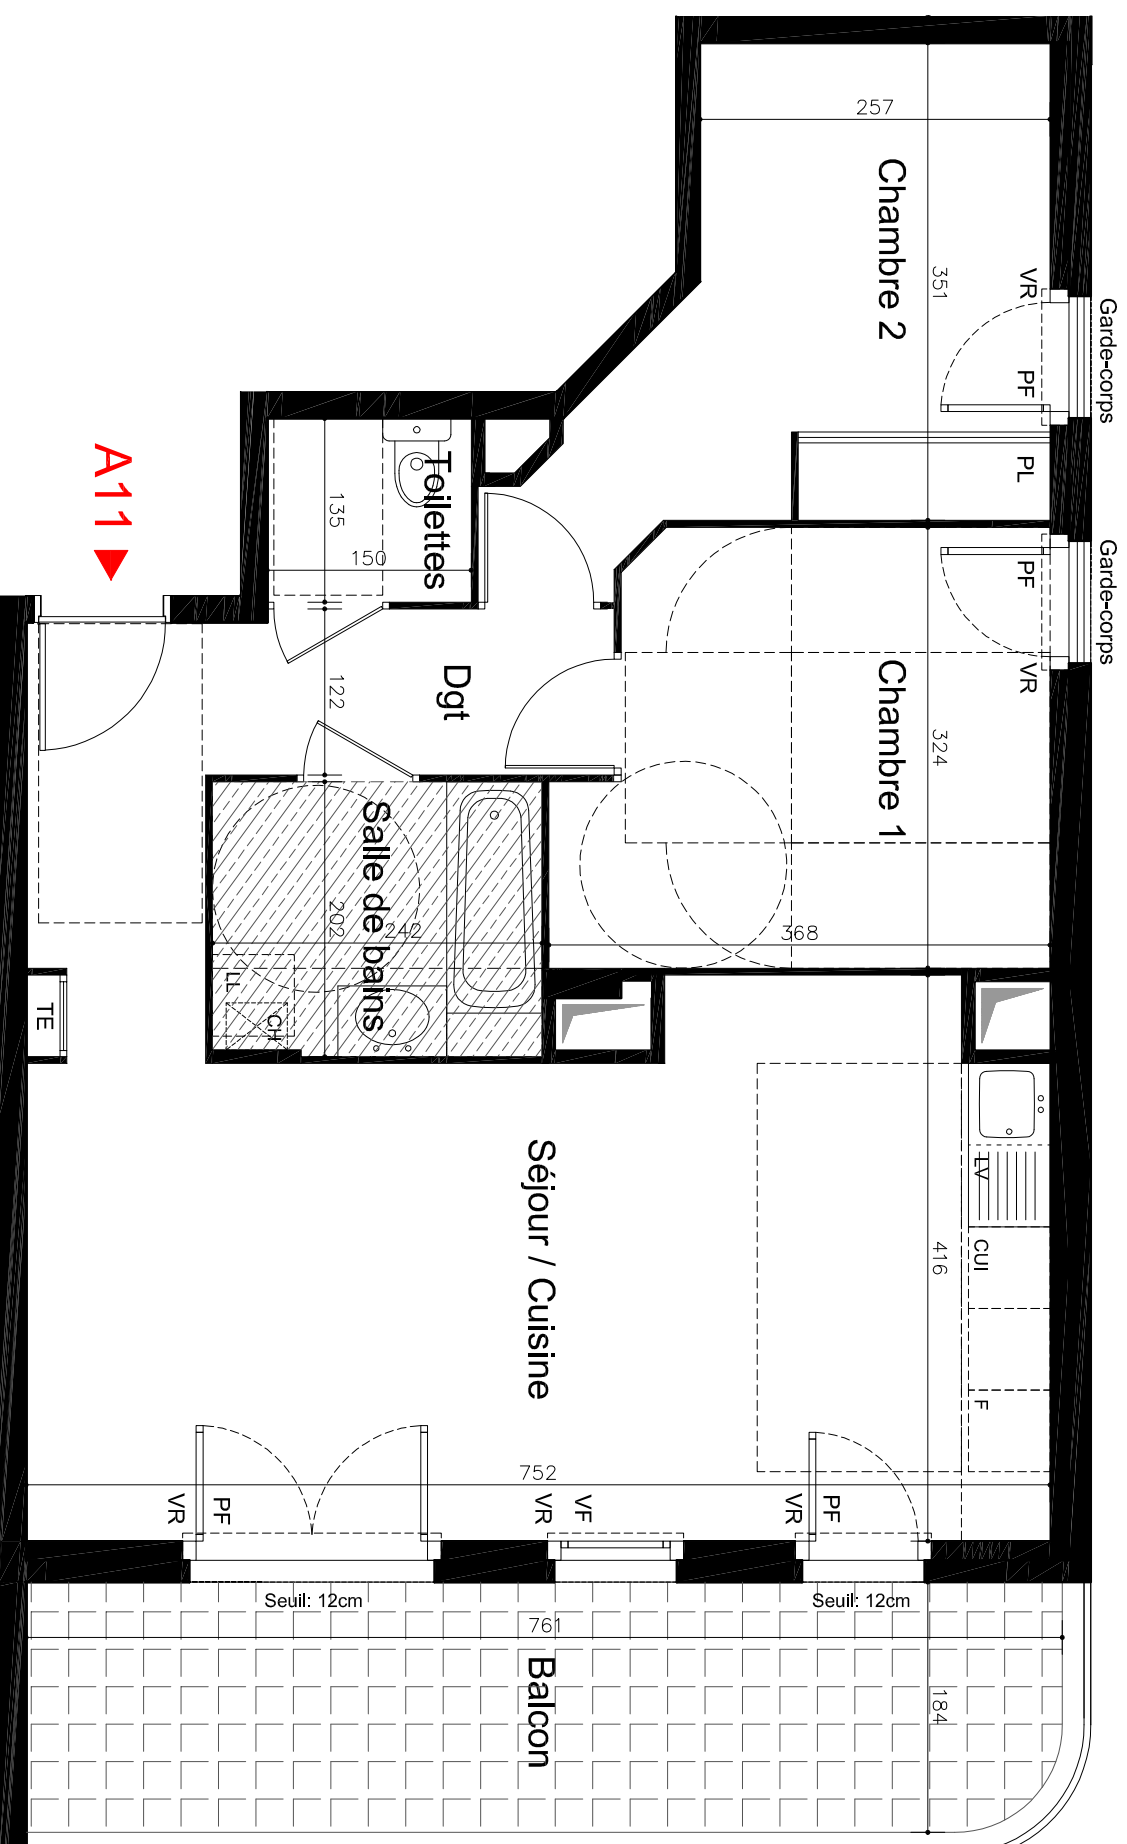 Garde-corps
Garde-corps
257
Chambre 2
351
VR
PF
PL
PF
VR
Chambre 1
324
368
Toilettes
135
150
A11
Dgt
122
Salle de bains
202
242
LL
CH
TE
Séjour / Cuisine
416
LV
CUI
F
752
VR
PF
VR
VF
VR
PF
Seuil: 12cm
Seuil: 12cm
761
Balcon
184